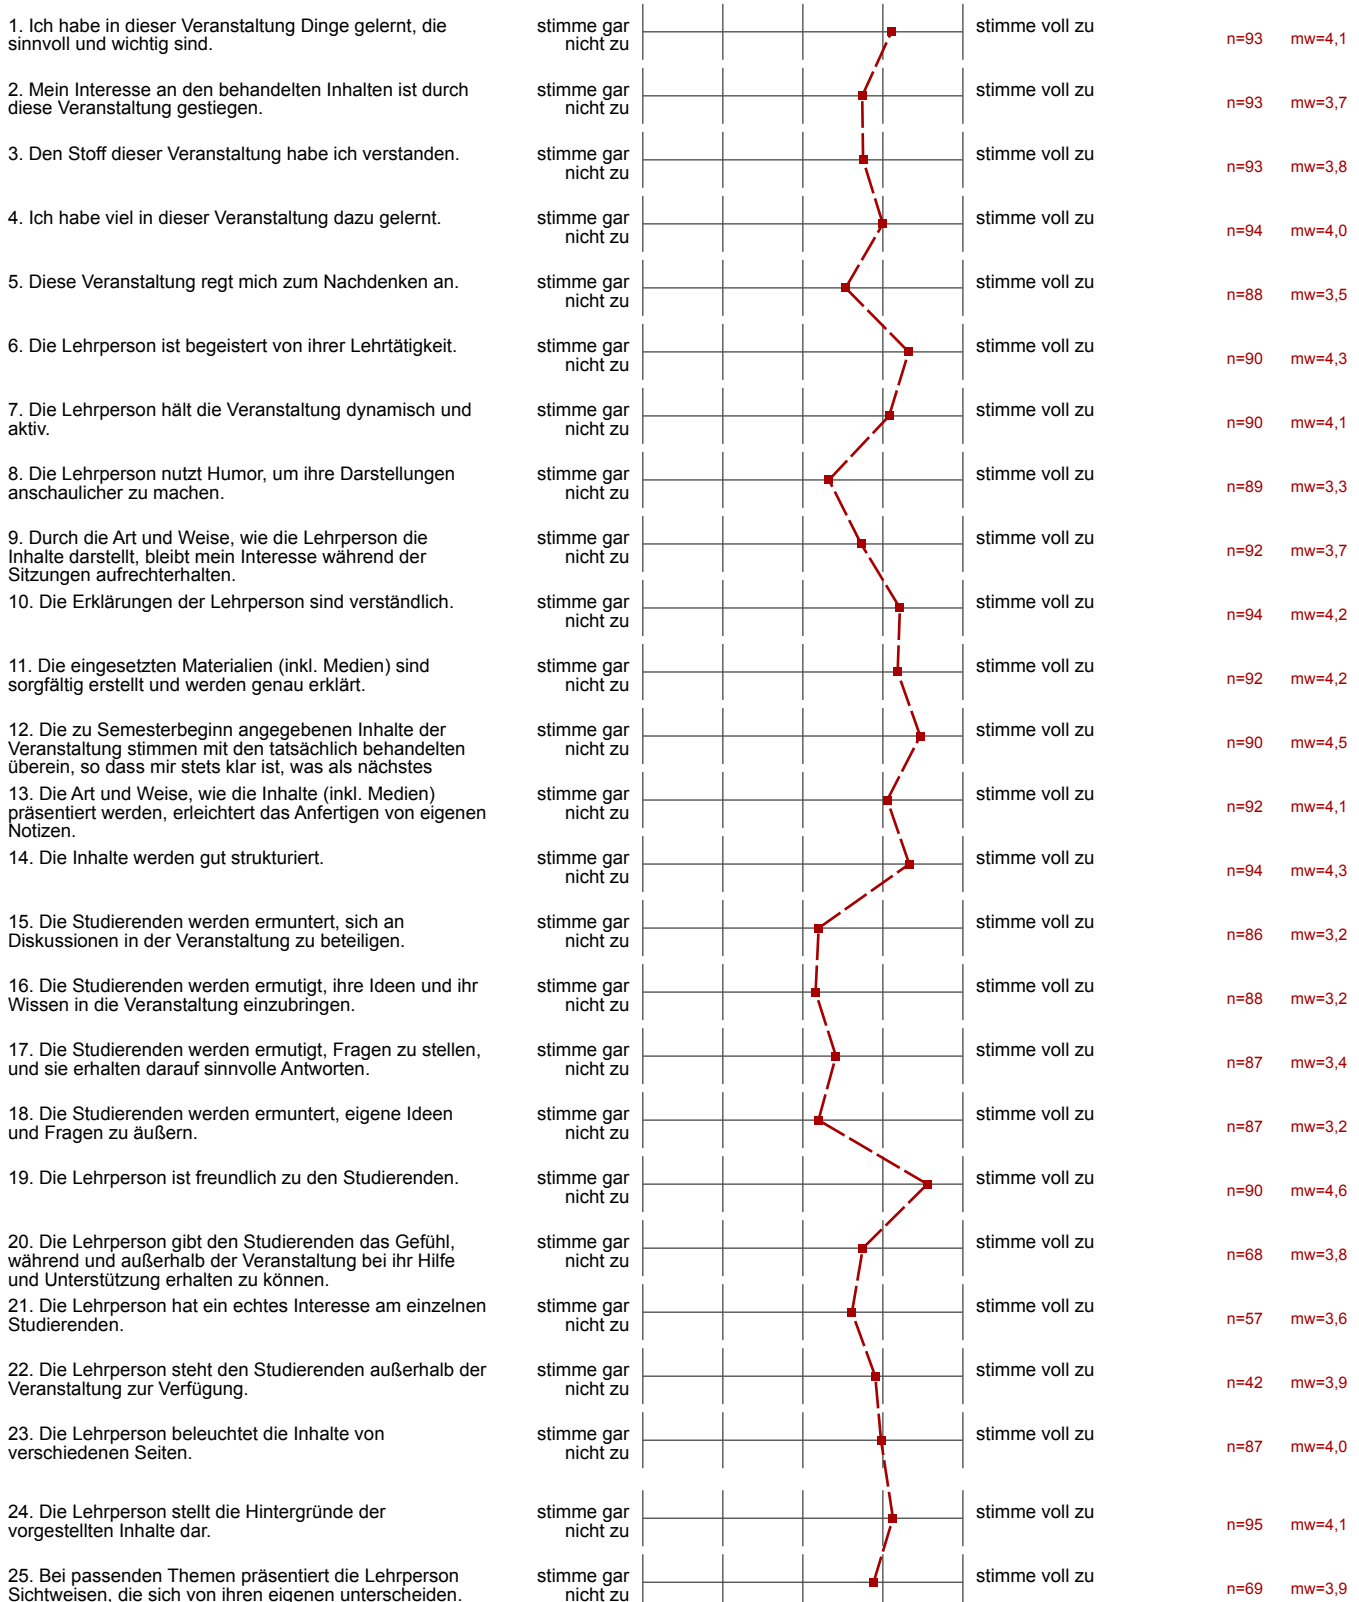 1. Ich habe in dieser Veranstaltung Dinge gelernt, die
sinnvoll und wichtig sind.
stimme gar
nicht zu
stimme voll zu
n=93 mw=4,1
2. Mein Interesse an den behandelten Inhalten ist durch
diese Veranstaltung gestiegen.
stimme gar
nicht zu
stimme voll zu
n=93 mw=3,7
3. Den Stoff dieser Veranstaltung habe ich verstanden.
stimme gar
nicht zu
stimme voll zu
n=93 mw=3,8
4. Ich habe viel in dieser Veranstaltung dazu gelernt.
stimme gar
nicht zu
stimme voll zu
n=94 mw=4,0
5. Diese Veranstaltung regt mich zum Nachdenken an.
stimme gar
nicht zu
stimme voll zu
n=88 mw=3,5
6. Die Lehrperson ist begeistert von ihrer Lehrtätigkeit.
stimme gar
nicht zu
stimme voll zu
n=90 mw=4,3
7. Die Lehrperson hält die Veranstaltung dynamisch und
aktiv.
stimme gar
nicht zu
stimme voll zu
n=90 mw=4,1
8. Die Lehrperson nutzt Humor, um ihre Darstellungen
anschaulicher zu machen.
stimme gar
nicht zu
stimme voll zu
n=89 mw=3,3
9. Durch die Art und Weise, wie die Lehrperson die
Inhalte darstellt, bleibt mein Interesse während der
Sitzungen aufrechterhalten.
stimme gar
nicht zu
stimme voll zu
n=92 mw=3,7
10. Die Erklärungen der Lehrperson sind verständlich.
stimme gar
nicht zu
stimme voll zu
n=94 mw=4,2
11. Die eingesetzten Materialien (inkl. Medien) sind
sorgfältig erstellt und werden genau erklärt.
stimme gar
nicht zu
stimme voll zu
n=92 mw=4,2
12. Die zu Semesterbeginn angegebenen Inhalte der
Veranstaltung stimmen mit den tatsächlich behandelten
überein, so dass mir stets klar ist, was als nächstes
stimme gar
nicht zu
stimme voll zu
n=90 mw=4,5
13. Die Art und Weise, wie die Inhalte (inkl. Medien)
präsentiert werden, erleichtert das Anfertigen von eigenen
Notizen.
stimme gar
nicht zu
stimme voll zu
n=92 mw=4,1
14. Die Inhalte werden gut strukturiert.
stimme gar
nicht zu
stimme voll zu
n=94 mw=4,3
15. Die Studierenden werden ermuntert, sich an
Diskussionen in der Veranstaltung zu beteiligen.
stimme gar
nicht zu
stimme voll zu
n=86 mw=3,2
16. Die Studierenden werden ermutigt, ihre Ideen und ihr
Wissen in die Veranstaltung einzubringen.
stimme gar
nicht zu
stimme voll zu
n=88 mw=3,2
17. Die Studierenden werden ermutigt, Fragen zu stellen,
und sie erhalten darauf sinnvolle Antworten.
stimme gar
nicht zu
stimme voll zu
n=87 mw=3,4
18. Die Studierenden werden ermuntert, eigene Ideen
und Fragen zu äußern.
stimme gar
nicht zu
stimme voll zu
n=87 mw=3,2
19. Die Lehrperson ist freundlich zu den Studierenden.
stimme gar
nicht zu
stimme voll zu
n=90 mw=4,6
20. Die Lehrperson gibt den Studierenden das Gefühl,
während und außerhalb der Veranstaltung bei ihr Hilfe
und Unterstützung erhalten zu können.
stimme gar
nicht zu
stimme voll zu
n=68 mw=3,8
21. Die Lehrperson hat ein echtes Interesse am einzelnen
Studierenden.
stimme gar
nicht zu
stimme voll zu
n=57 mw=3,6
22. Die Lehrperson steht den Studierenden außerhalb der
Veranstaltung zur Verfügung.
stimme gar
nicht zu
stimme voll zu
n=42 mw=3,9
23. Die Lehrperson beleuchtet die Inhalte von
verschiedenen Seiten.
stimme gar
nicht zu
stimme voll zu
n=87 mw=4,0
24. Die Lehrperson stellt die Hintergründe der
vorgestellten Inhalte dar.
stimme gar
nicht zu
stimme voll zu
n=95 mw=4,1
25. Bei passenden Themen präsentiert die Lehrperson
Sichtweisen, die sich von ihren eigenen unterscheiden.
stimme gar
nicht zu
stimme voll zu
n=69 mw=3,9